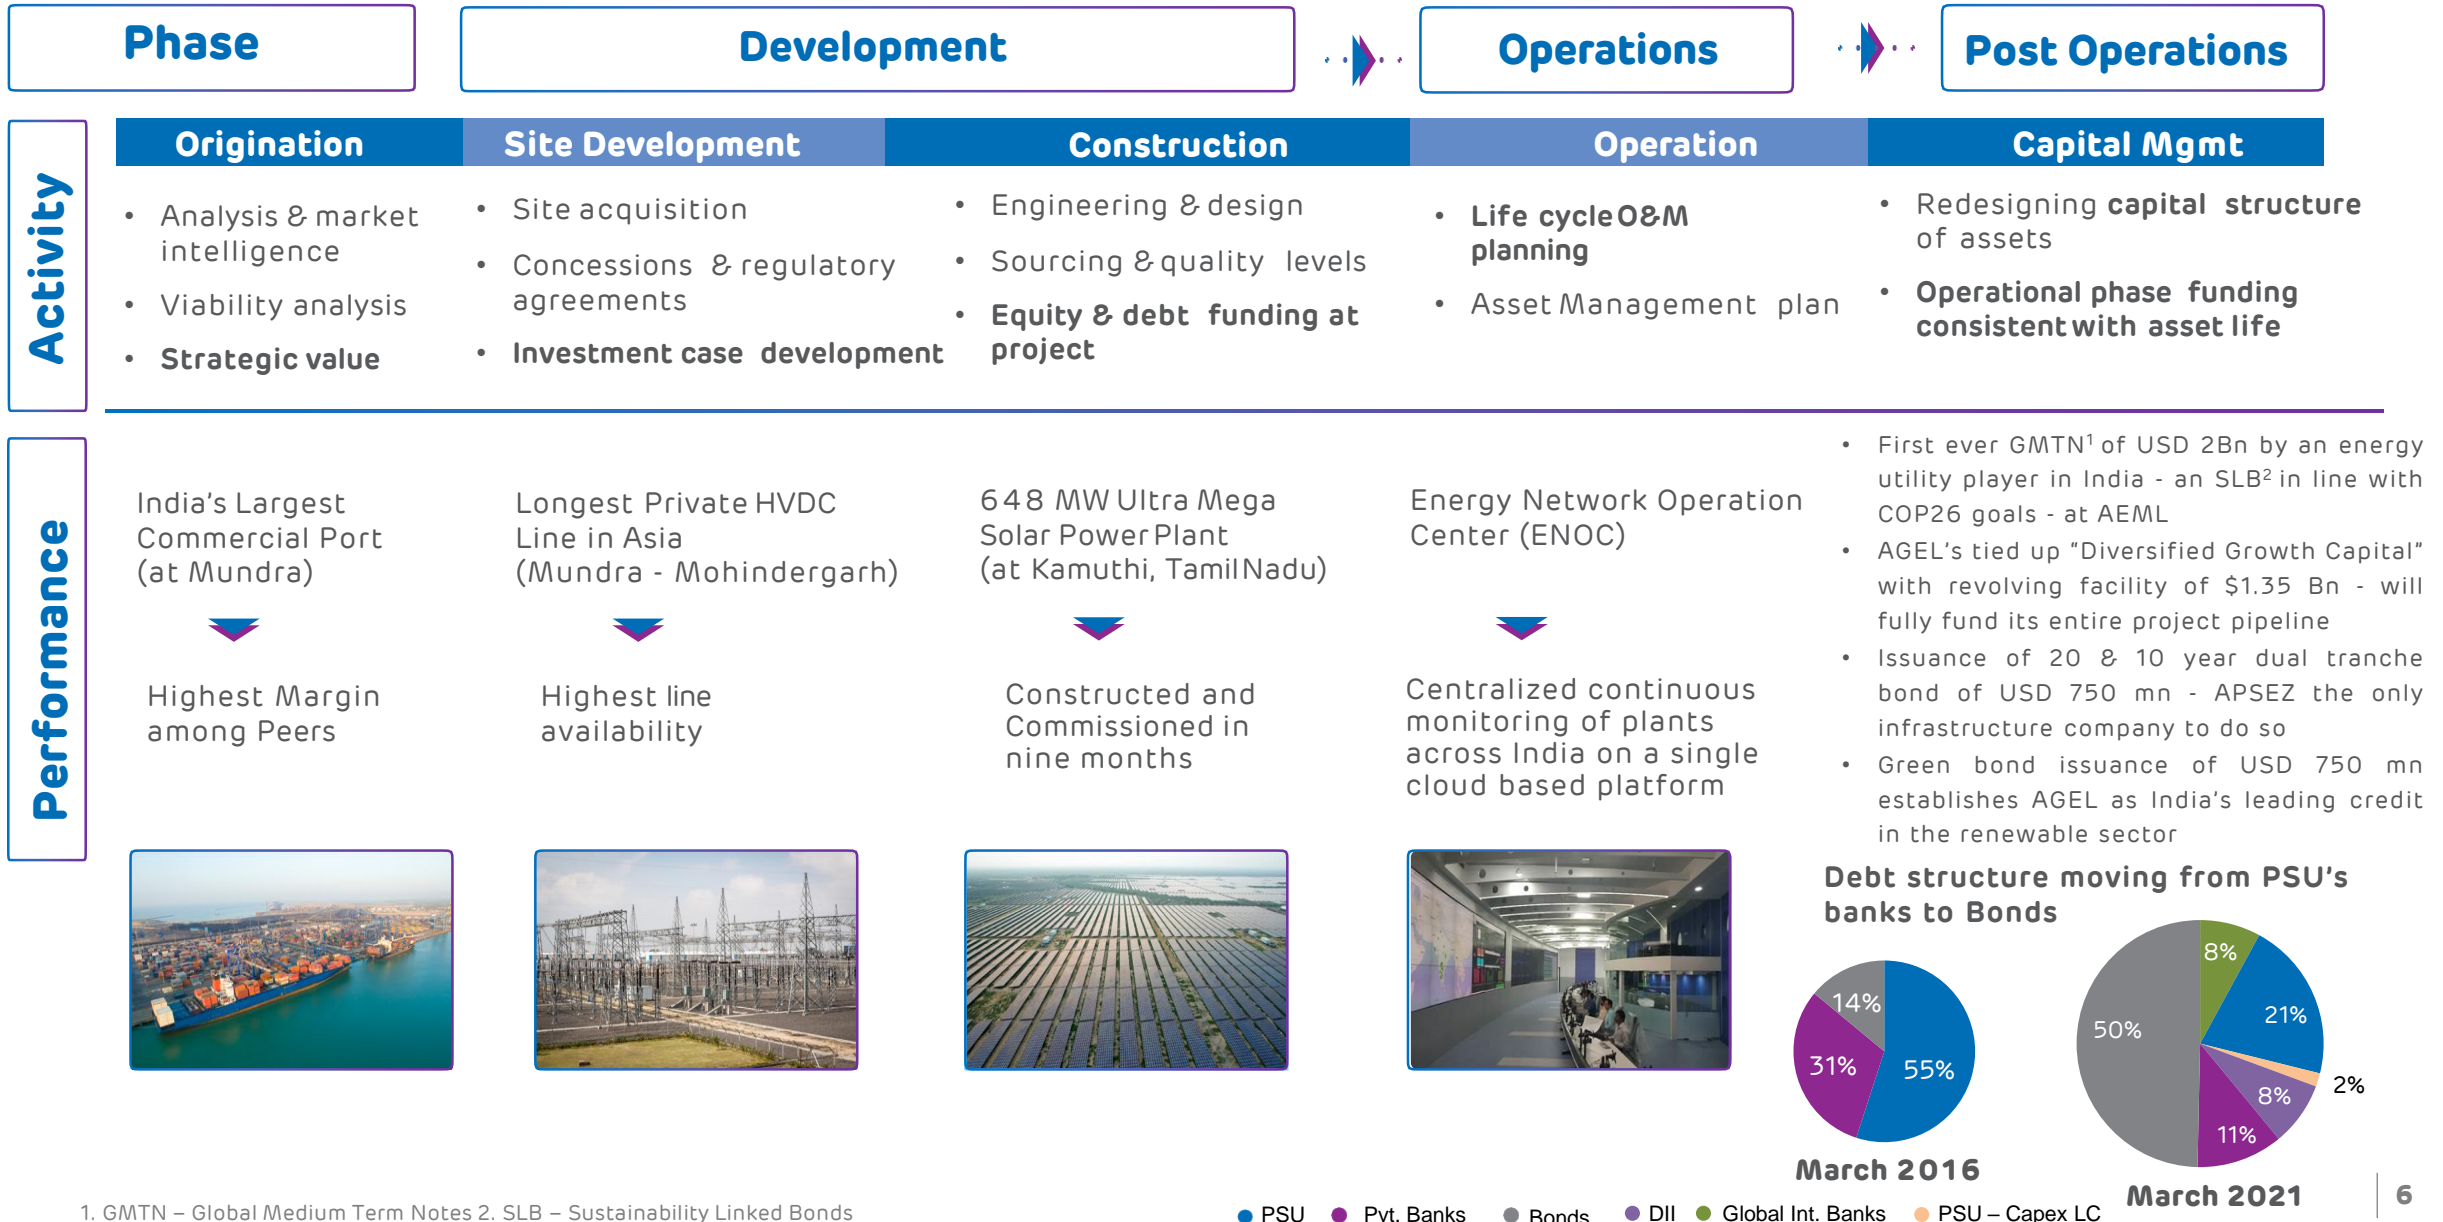 Phase
Development
Operations
Post Operations
Activity
Origination
Site Development
Construction
Operation
Capital Mgmt
• Analysis & market
intelligence
• Viability analysis
• Strategic value
• Site acquisition
• Concessions & regulatory
agreements
• Investment case development
• Engineering & design
• Sourcing & quality levels
• Equity & debt funding at
project
• Life cycle O&M
planning
• Asset Management plan
• Redesigning capital structure
of assets
• Operational phase funding
consistent with asset life
Performance
India's Largest
Commercial Port
(at Mundra)
Highest Margin
among Peers
Longest Private HVDC
Line in Asia
(Mundra - Mohindergarh)
Highest line
availability
648 MW Ultra Mega
Solar Power Plant
(at Kamuthi, Tamil Nadu)
Constructed and
Commissioned in
nine months
Energy Network Operation
Center (ENOC)
Centralized continuous
monitoring of plants
across India on a single
cloud based platform
• First ever GMTN¹ of USD 2Bn by an energy
utility player in India - an SLB² in line with
COP26 goals - at AEML
• AGEL's tied up "Diversified Growth Capital"
with revolving facility of $1.35 Bn - will
fully fund its entire project pipeline
• Issuance of 20 & 10 year dual tranche
bond of USD 750 mn - APSEZ the only
infrastructure company to do so
• Green bond issuance of USD 750 mn
establishes AGEL as India's leading credit
in the renewable sector
Debt structure moving from PSU's
banks to Bonds
14%
31%
55%
March 2016
8%
21%
50%
2%
8%
11%
March 2021
PSU
Pvt. Banks
Bonds
DII
Global Int. Banks
PSU – Capex LC
1. GMTN – Global Medium Term Notes 2. SLB – Sustainability Linked Bonds
6